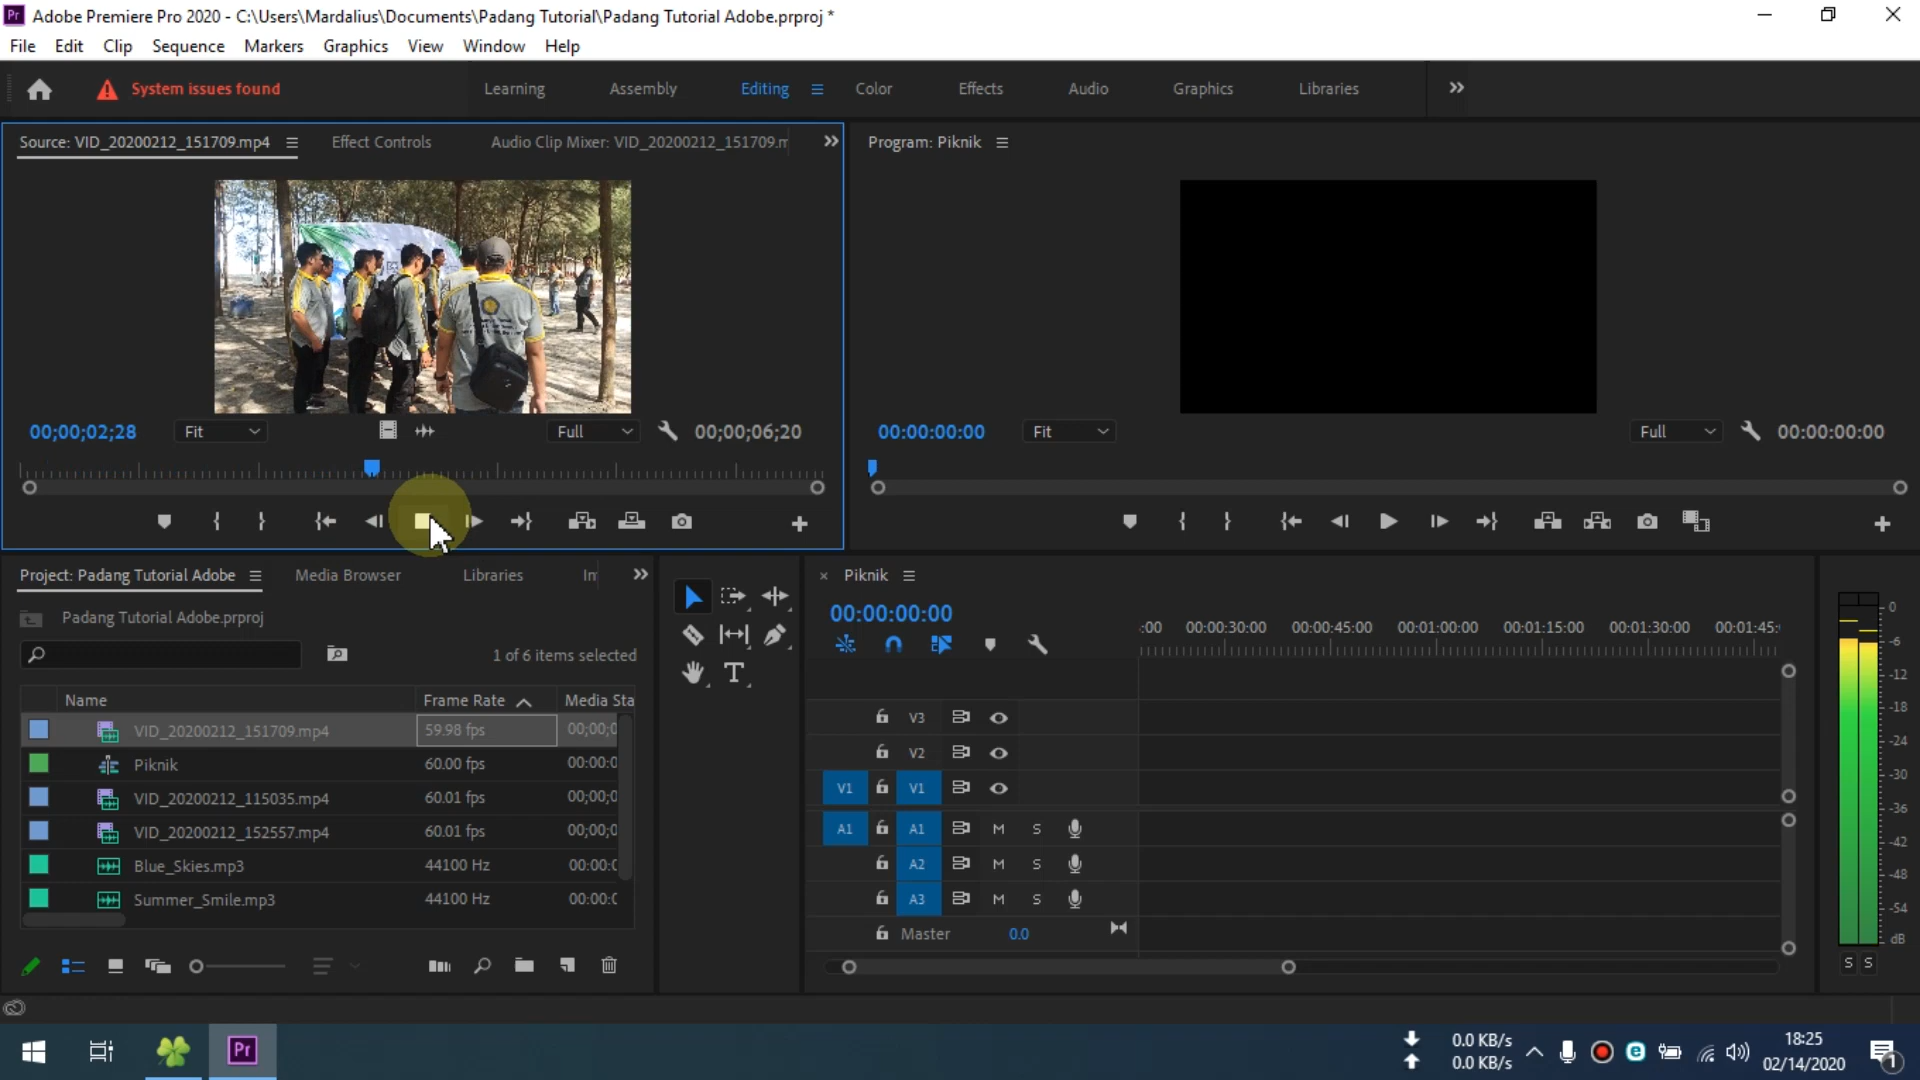 Pr Adobe Premiere Pro 2020 - C:\Users\Mardalius\Documents\Padang Tutorial\Padang Tutorial Adobe.prproj *
File Edit Clip Sequence Markers Graphics View Window Help
System issues found Learning Assembly Editing Color Effects Audio Graphics Libraries
Source: VID_20200212_151709.mp4 Effect Controls Audio Clip Mixer: VID_20200212_151709.m
Program: Piknik
00;00;02;28 Fit Full 00;00;06;20
00:00:00:00 Fit Full 00:00:00:00
Project: Padang Tutorial Adobe Media Browser Libraries In
Padang Tutorial Adobe.prproj
1 of 6 items selected
Name Frame Rate Media Sta
VID_20200212_151709.mp4 59.98 fps 00;00;0
Piknik 60.00 fps 00:00:0
VID_20200212_115035.mp4 60.01 fps 00;00;0
VID_20200212_152557.mp4 60.01 fps 00;00;0
Blue_Skies.mp3 44100 Hz 00:00:0
Summer_Smile.mp3 44100 Hz 00:00:0
T
× Piknik
00:00:00:00
:00 00:00:30:00 00:00:45:00 00:01:00:00 00:01:15:00 00:01:30:00 00:01:45:
V3
V2
V1 V1
A1 A1 M S
A2 M S
A3 M S
Master 0.0
0
-6
-12
-18
-24
-30
-36
-42
-48
-54
dB
S S
Pr
0.0 KB/s
0.0 KB/s
18:25
02/14/2020
1